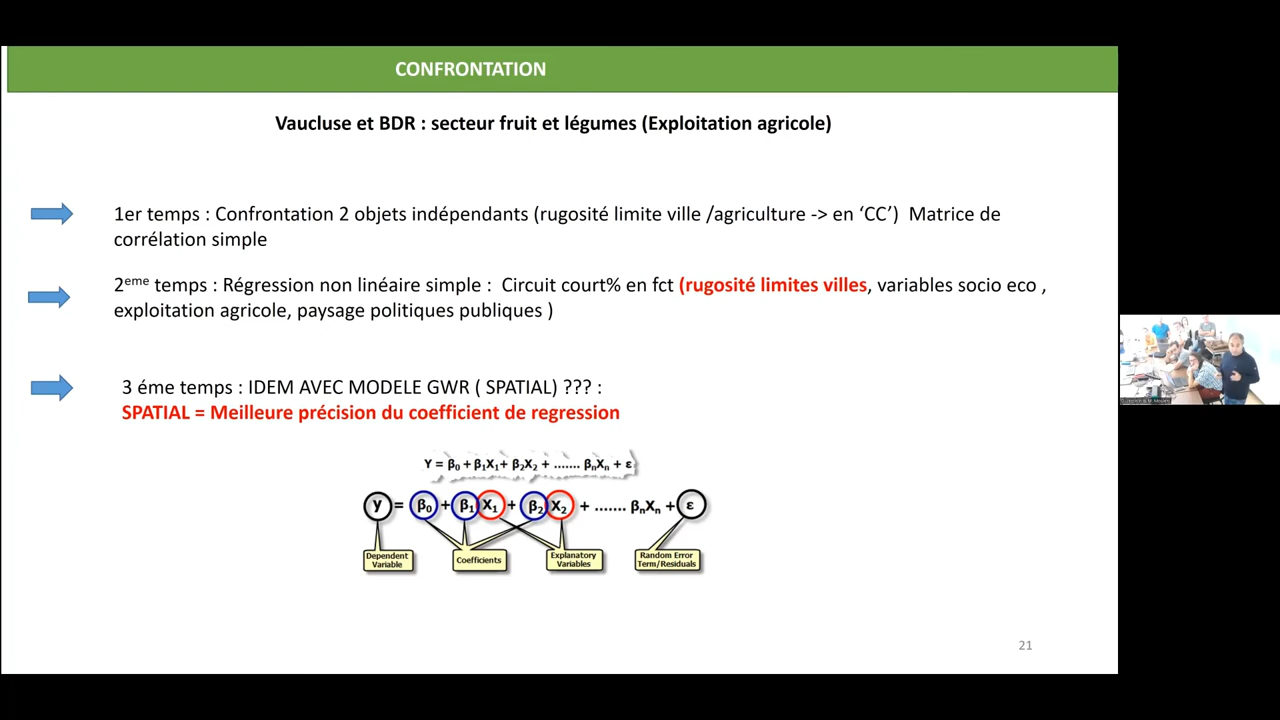 CONFRONTATION
Vaucluse et BDR : secteur fruit et légumes (Exploitation agricole)
1er temps : Confrontation 2 objets indépendants (rugosité limite ville /agriculture -> en ‘CC’) Matrice de
corrélation simple
2eme temps : Régression non linéaire simple : Circuit court% en fct (rugosité limites villes, variables socio eco ,
exploitation agricole, paysage politiques publiques )
3 éme temps : IDEM AVEC MODELE GWR ( SPATIAL) ??? :
SPATIAL = Meilleure précision du coefficient de regression
Y = β0 + β1X1+ β2X2 + ....... βnXn + ε
y = β0 + β1 X1 + β2 X2 + ....... βnXn + ε
Dependent
Variable
Coefficients
Explanatory
Variables
Random Error
Term/Residuals
21